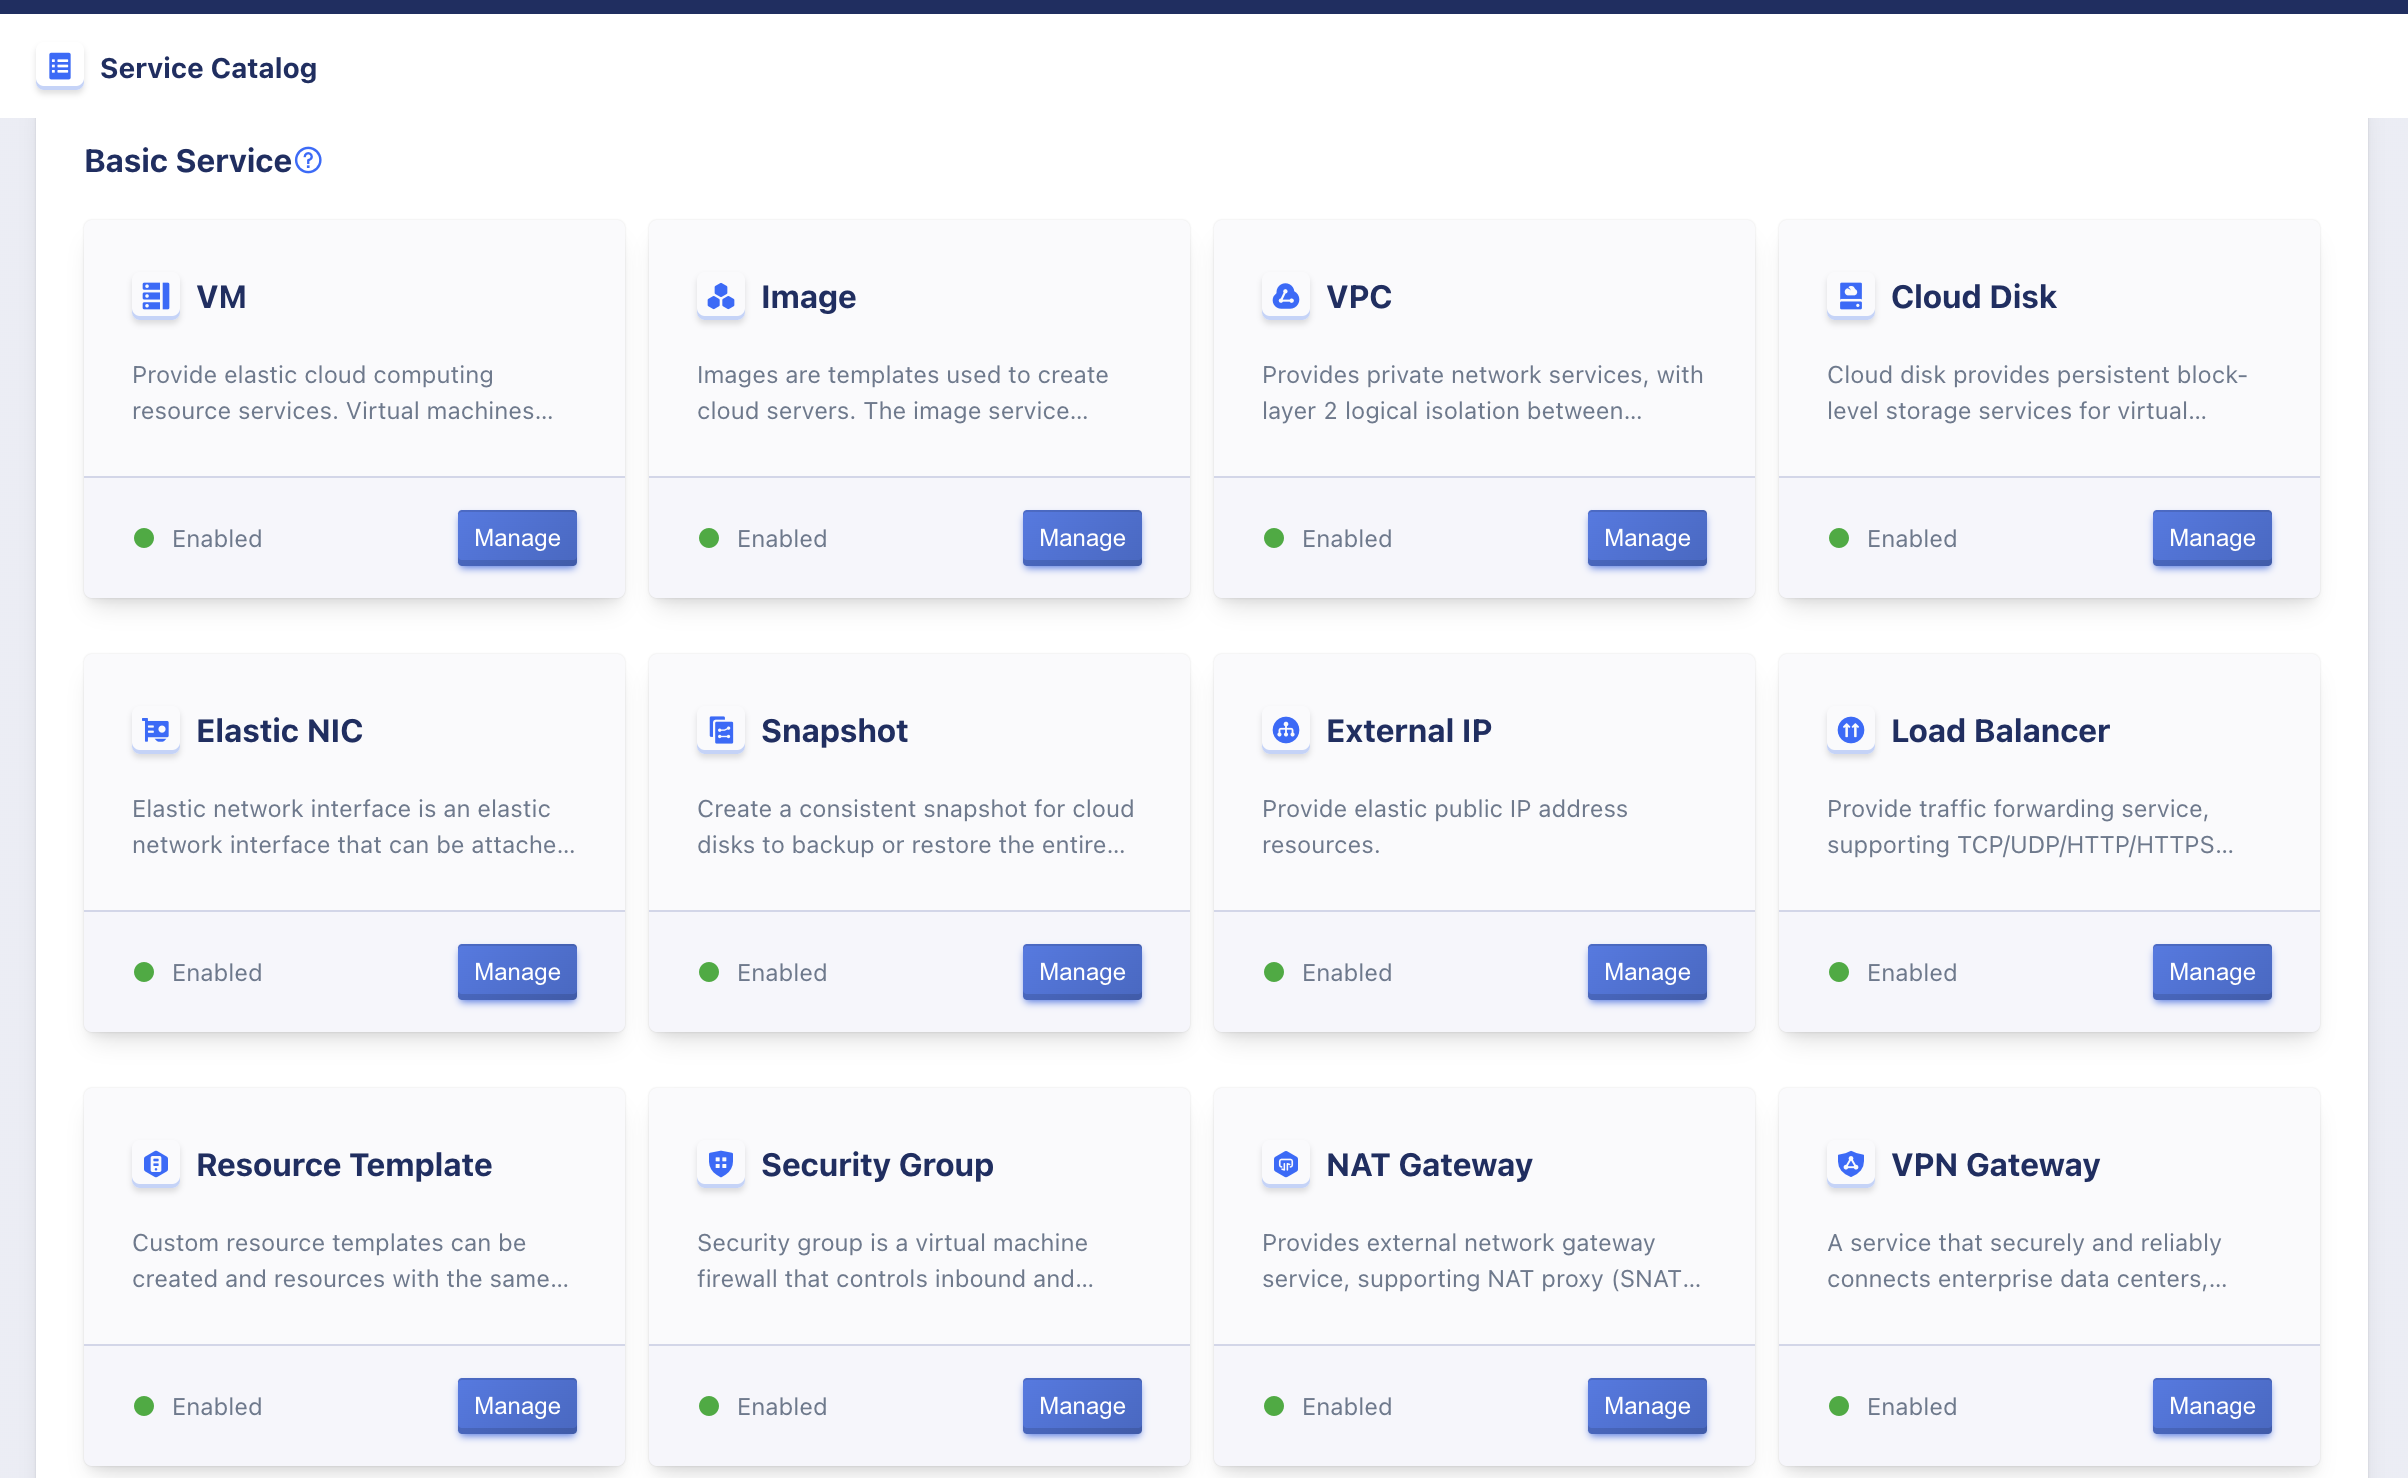 Service Catalog
Basic Service
VM
Provide elastic cloud computing
resource services. Virtual machines...
Enabled
Manage
Image
Images are templates used to create
cloud servers. The image service...
Enabled
Manage
VPC
Provides private network services, with
layer 2 logical isolation between...
Enabled
Manage
Cloud Disk
Cloud disk provides persistent block-
level storage services for virtual...
Enabled
Manage
Elastic NIC
Elastic network interface is an elastic
network interface that can be attache...
Enabled
Manage
Snapshot
Create a consistent snapshot for cloud
disks to backup or restore the entire...
Enabled
Manage
External IP
Provide elastic public IP address
resources.
Enabled
Manage
Load Balancer
Provide traffic forwarding service,
supporting TCP/UDP/HTTP/HTTPS...
Enabled
Manage
Resource Template
Custom resource templates can be
created and resources with the same...
Enabled
Manage
Security Group
Security group is a virtual machine
firewall that controls inbound and...
Enabled
Manage
NAT Gateway
Provides external network gateway
service, supporting NAT proxy (SNAT...
Enabled
Manage
VPN Gateway
A service that securely and reliably
connects enterprise data centers,...
Enabled
Manage